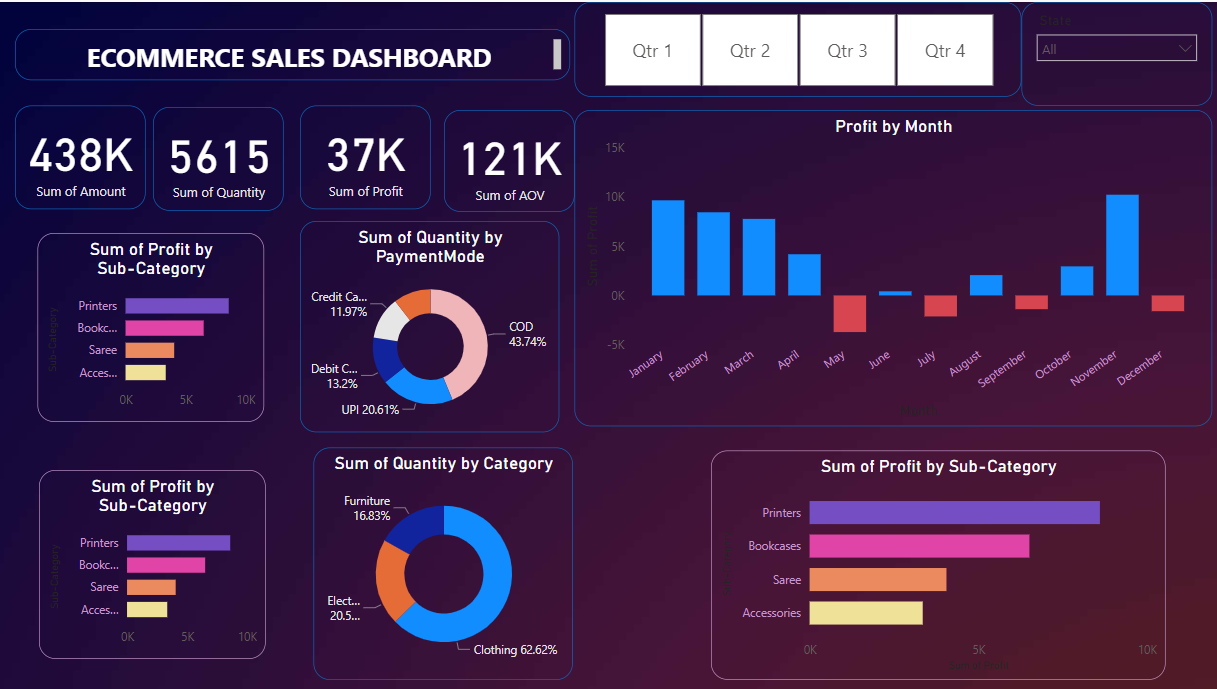 ECOMMERCE SALES DASHBOARD
Qtr 1
Qtr 2
Qtr 3
Qtr 4
State
All
438K
Sum of Amount
5615
Sum of Quantity
37K
Sum of Profit
121K
Sum of AOV
Profit by Month
15K
10K
5K
0K
-5K
Sum of Profit
January
February
March
April
May
June
July
August
September
October
November
December
Sum of Profit by
Sub-Category
Sub-Category
Printers
Bookc...
Saree
Acces...
0K
5K
10K
Sum of Quantity by
PaymentMode
Credit Ca...
11.97%
COD
43.74%
Debit C...
13.2%
UPI 20.61%
Sum of Profit by
Sub-Category
Sub-Category
Printers
Bookc...
Saree
Acces...
0K
5K
10K
Sum of Quantity by Category
Furniture
16.83%
Elect...
20.5...
Clothing 62.62%
Sum of Profit by Sub-Category
Printers
Bookcases
Saree
Accessories
0K
5K
10K
Sum of Profit